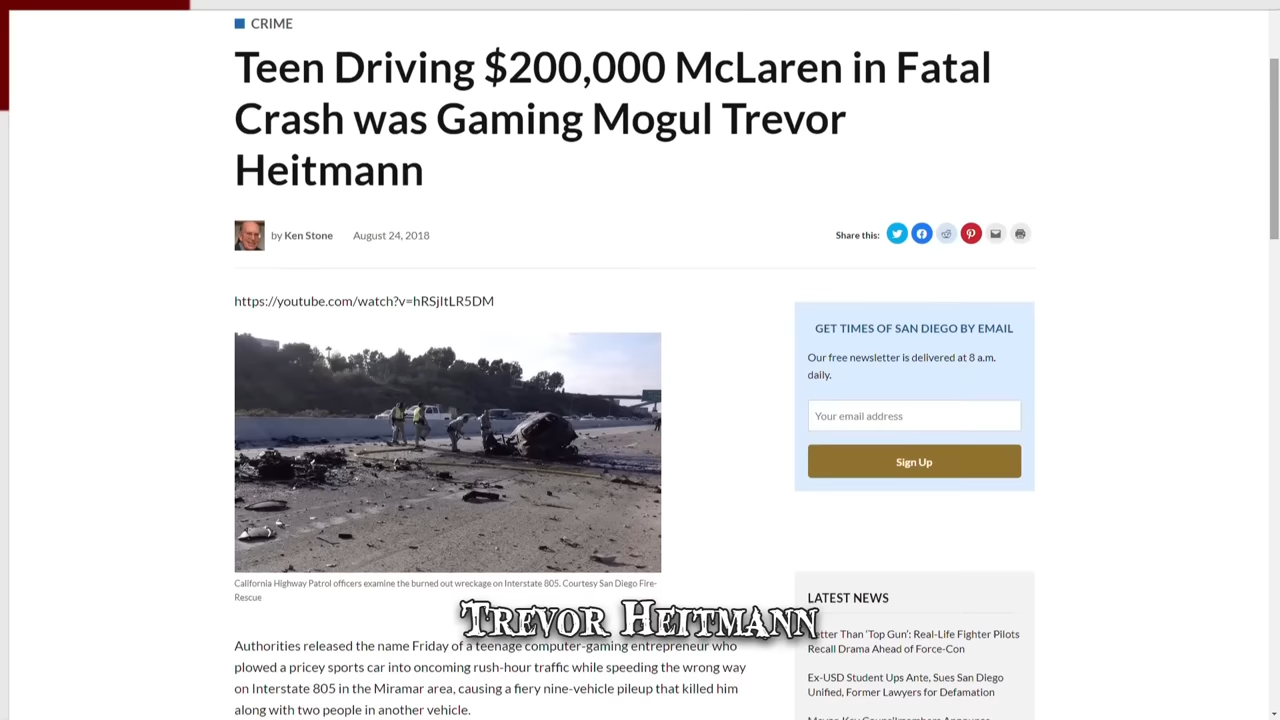 CRIME
Teen Driving $200,000 McLaren in Fatal
Crash was Gaming Mogul Trevor
Heitmann
by Ken Stone August 24, 2018
Share this:
https://youtube.com/watch?v=hRSjltLR5DM
GET TIMES OF SAN DIEGO BY EMAIL
Our free newsletter is delivered at 8 a.m.
daily.
Your email address
Sign Up
California Highway Patrol officers examine the burned out wreckage on Interstate 805. Courtesy San Diego Fire-
Rescue
TREVOR HEITMANN
Authorities released the name Friday of a teenage computer-gaming entrepreneur who
plowed a pricey sports car into oncoming rush-hour traffic while speeding the wrong way
on Interstate 805 in the Miramar area, causing a fiery nine-vehicle pileup that killed him
along with two people in another vehicle.
LATEST NEWS
Better Than 'Top Gun': Real-Life Fighter Pilots
Recall Drama Ahead of Force-Con
Ex-USD Student Ups Ante, Sues San Diego
Unified, Former Lawyers for Defamation